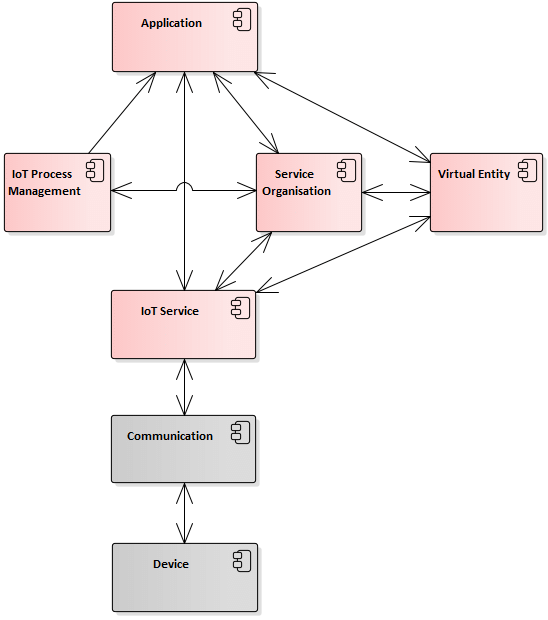 Application
IoT Process
Management
Service
Organisation
Virtual Entity
IoT Service
Communication
Device